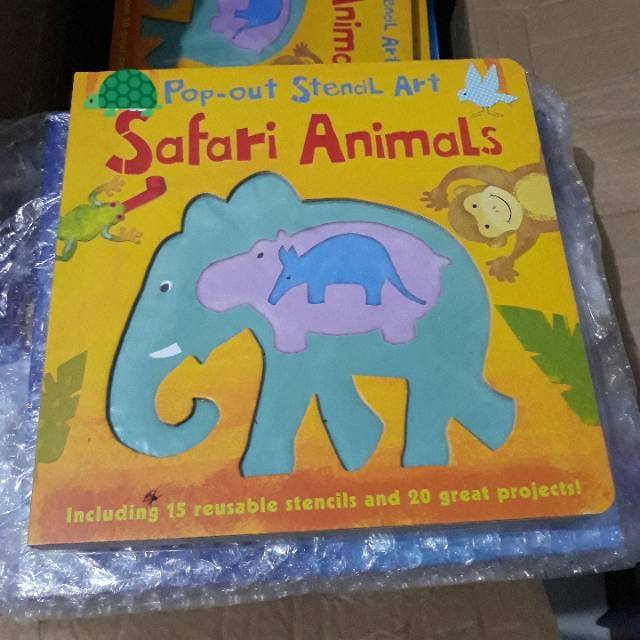 Pop-out Stencil Art
Safari Animals
Including 15 reusable stencils and 20 great projects!